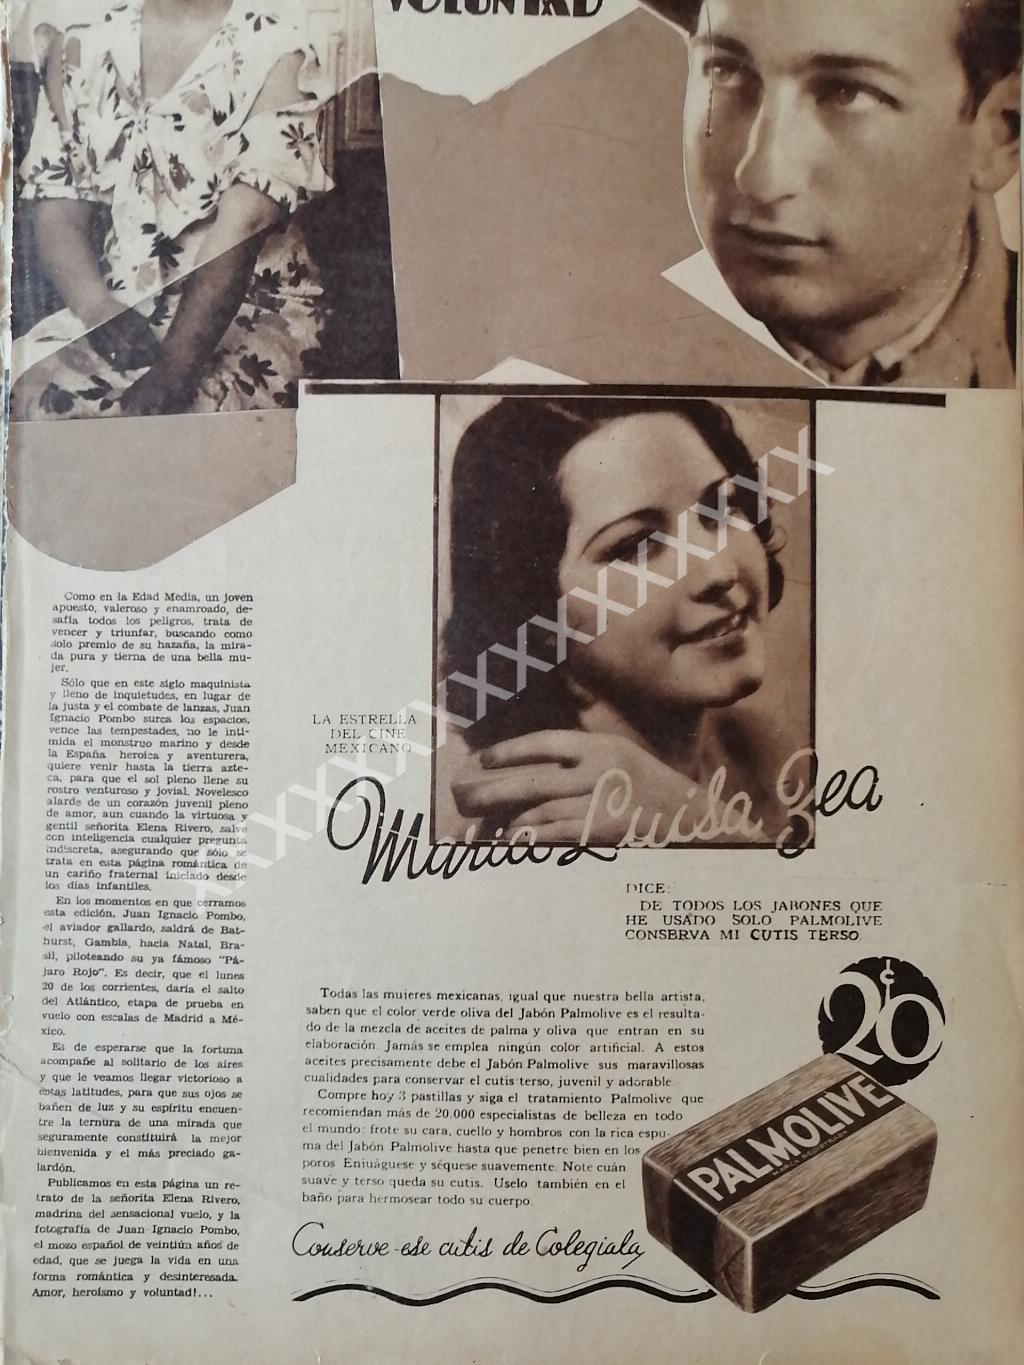 VOLUNTAD
Como en la Edad Media, un joven
apuesto, valeroso y enamroado, de-
safía todos los peligros, trata de
vencer y triunfar, buscando como
solo premio de su hazaña, la mira-
da pura y tierna de una bella mu-
jer.
Sólo que en este siglo maquinista
y lleno de inquietudes, en lugar de
la justa y el combate de lanzas, Juan
Ignacio Pombo surca los espacios,
vence las tempestades, no le inti-
mida el monstruo marino y desde
la España heroica y aventurera,
quiere venir hasta la tierra azte-
ca, para que el sol pleno llene su
rostro venturoso y jovial. Novelesco
alarde de un corazón juvenil pleno
de amor, aun cuando la virtuosa y
gentil señorita Elena Rivero, salve
con inteligencia cualquier pregunta
indiscreta, asegurando que sólo se
trata en esta página romántica de
un cariño fraternal iniciado desde
los días infantiles.
En los momentos en que cerramos
esta edición, Juan Ignacio Pombo,
el aviador gallardo, saldrá de Bat-
hurst, Gambia, hacia Natal, Bra-
sil, piloteando su ya fámoso "Pá-
jaro Rojo". Es decir, que el lunes
20 de los corrientes, daría el salto
del Atlántico, etapa de prueba en
vuelo con escalas de Madrid a Mé-
xico.
Es de esperarse que la fortuna
acompañe al solitario de los aires
y que le veamos llegar victorioso a
estas latitudes, para que sus ojos se
bañen de luz y su espíritu encuen-
tre la ternura de una mirada que
seguramente constituirá la mejor
bienvenida y el más preciado ga-
lardón.
Publicamos en esta página un re-
trato de la señorita Elena Rivero,
madrina del sensacional vuelo, y la
fotografía de Juan Ignacio Pombo,
el mozo español de veintiún años de
edad, que se juega la vida en una
forma romántica y desinteresada.
Amor, heroísmo y voluntad!...
LA ESTRELLA
DEL CINE
MEXICANO
Maria Luisa Zea
DICE:
DE TODOS LOS JABONES QUE
HE USADO SOLO PALMOLIVE
CONSERVA MI CUTIS TERSO.
Todas las mujeres mexicanas, igual que nuestra bella artista,
saben que el color verde oliva del Jabón Palmolive es el resulta-
do de la mezcla de aceites de palma y oliva que entran en su
elaboración. Jamás se emplea ningún color artificial. A estos
aceites precisamente debe el Jabón Palmolive sus maravillosas
cualidades para conservar el cutis terso, juvenil y adorable.
Compre hoy 3 pastillas y siga el tratamiento Palmolive que
recomiendan más de 20.000 especialistas de belleza en todo
el mundo: frote su cara, cuello y hombros con la rica espu-
ma del Jabón Palmolive hasta que penetre bien en los
poros Enjuáguese y séquese suavemente. Note cuán
suave y terso queda su cutis. Uselo también en el
baño para hermosear todo su cuerpo.
Conserve ese cutis de Colegiala
20¢
PALMOLIVE
MARCA REGISTRADA
XXXXXXXXXXXXXXXXXX